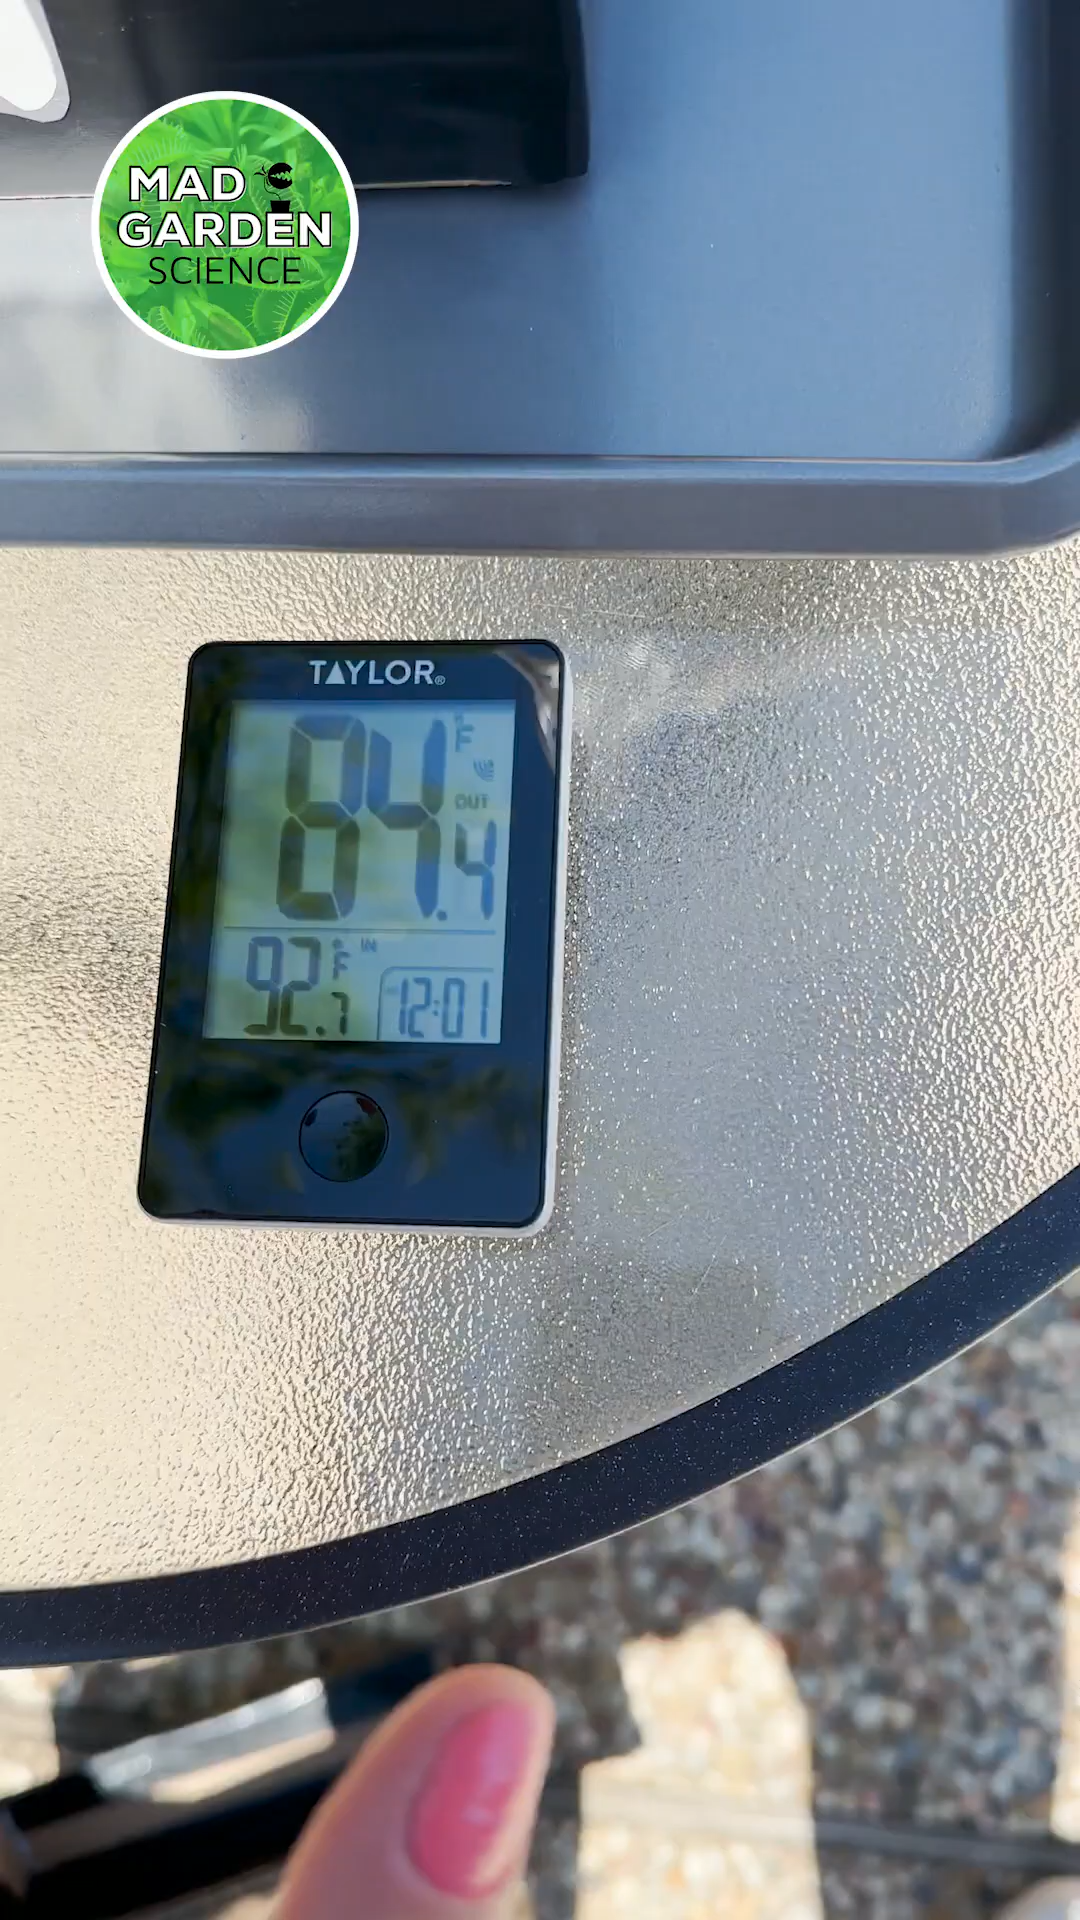 MAD
GARDEN
SCIENCE
TAYLOR®
84.4 °F
OUT
92.7 °F IN
12:01